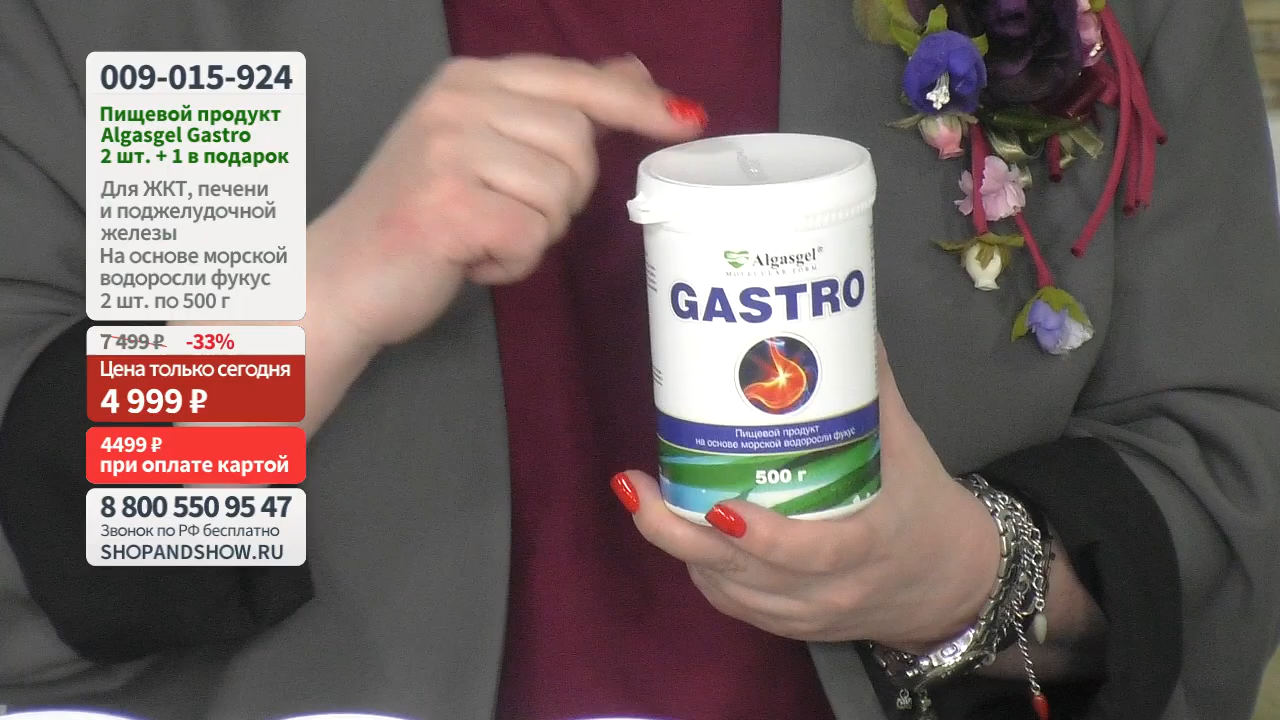 009-015-924
Пищевой продукт
Algasgel Gastro
2 шт. + 1 в подарок
Для ЖКТ, печени
и поджелудочной
железы
На основе морской
водоросли фукус
2 шт. по 500 г
7 499 ₽ -33%
Цена только сегодня
4 999 ₽
4499 ₽
при оплате картой
8 800 550 95 47
Звонок по РФ бесплатно
SHOPANDSHOW.RU
Algasgel®
MOLECULAR FORM
GASTRO
Пищевой продукт
на основе морской водоросли фукус
500 г